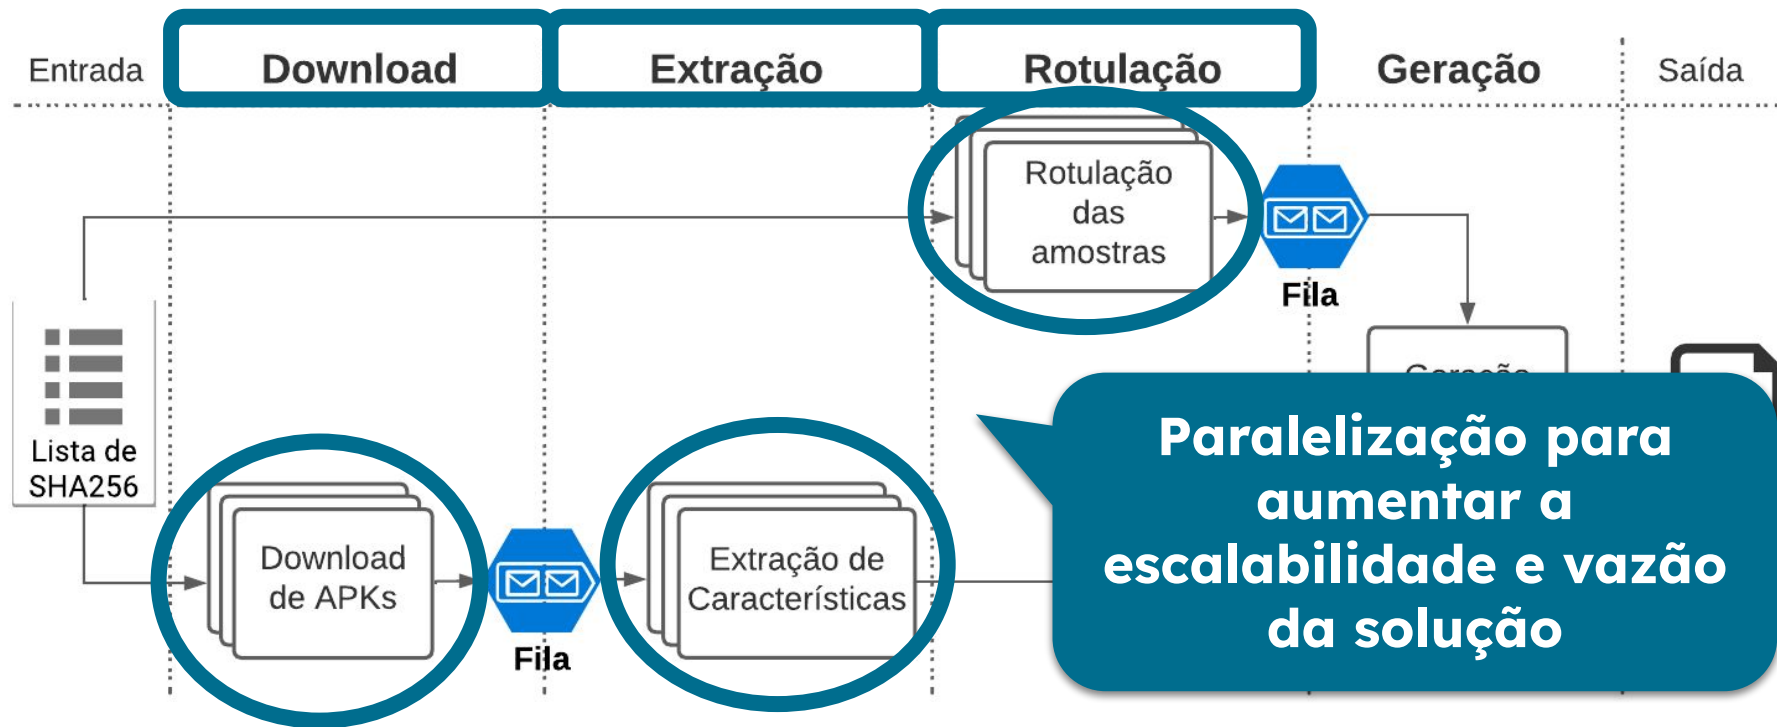 Entrada
Download
Extração
Rotulação
Geração
Saída
Rotulação
das
amostras
Fila
Lista de
SHA256
Download
de APKs
Fila
Extração de
Características
Geração
Paralelização para
aumentar a
escalabilidade e vazão
da solução